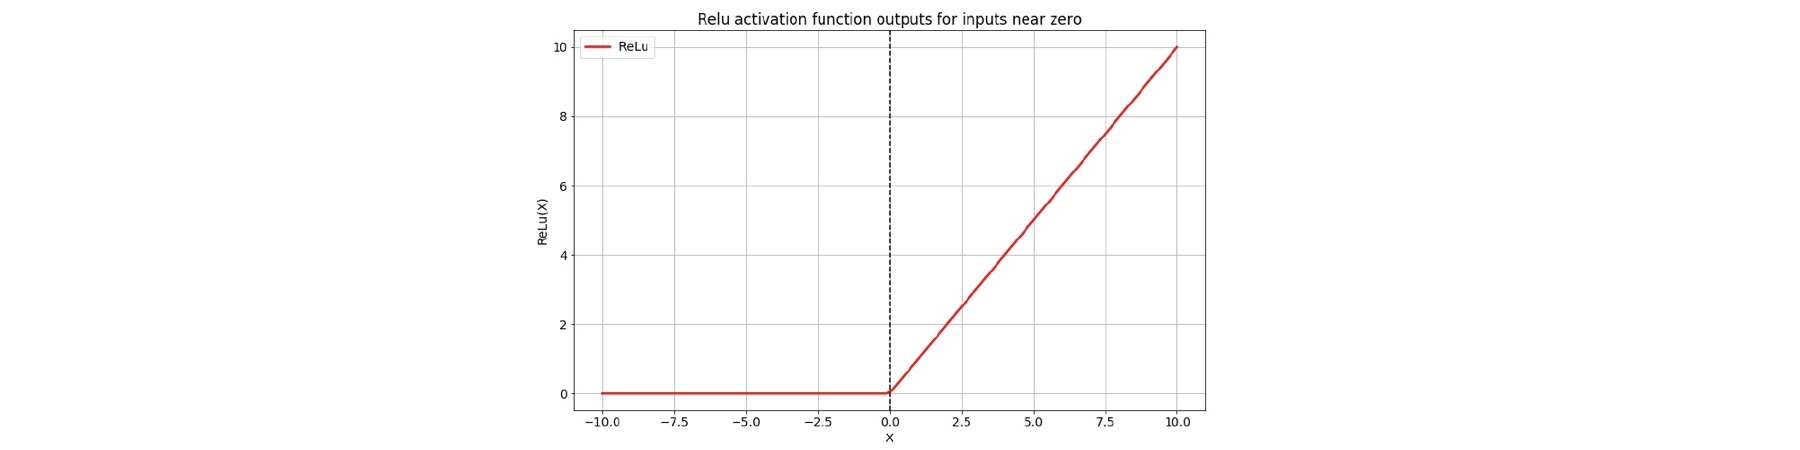 Relu activation function outputs for inputs near zero
ReLu
10
8
6
4
2
0
ReLu(X)
−10.0 −7.5 −5.0 −2.5 0.0 2.5 5.0 7.5 10.0
X